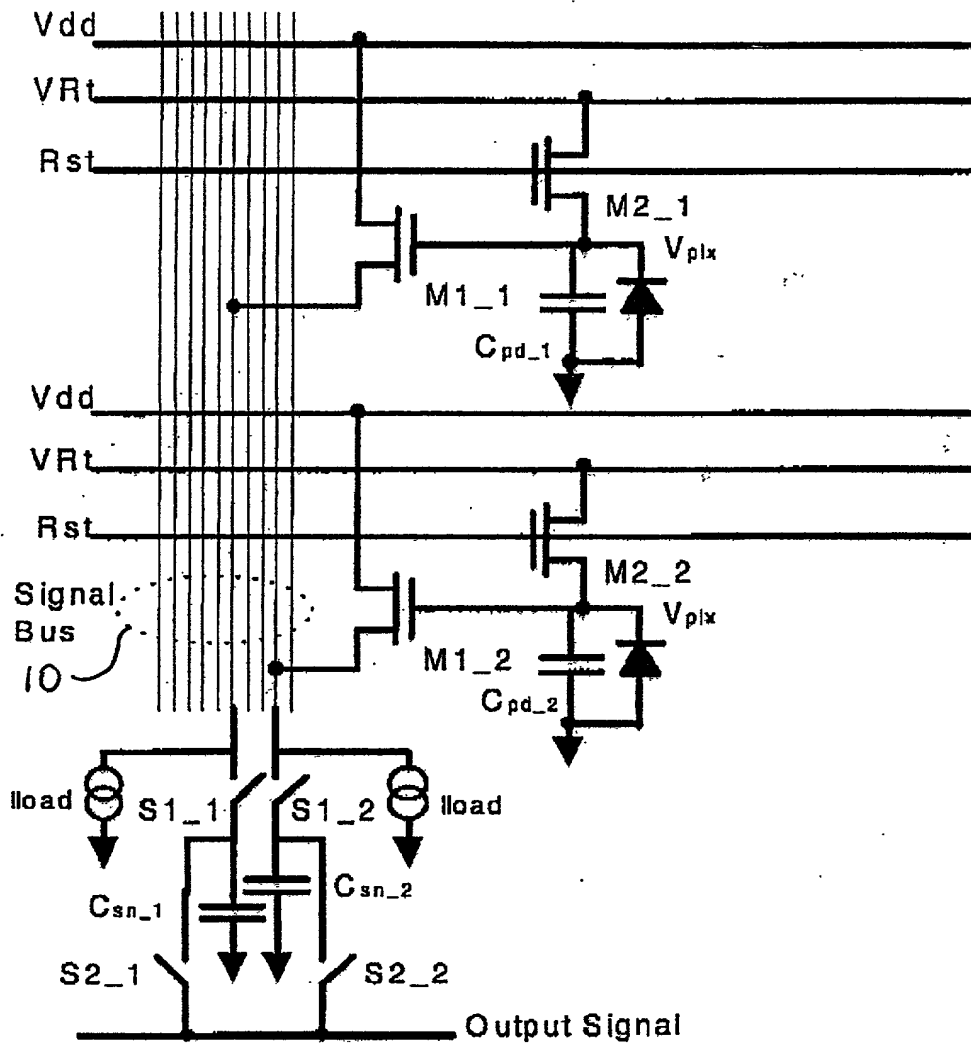 Vdd
VRt
Rst
M2_1
Vpix
M1_1
Cpd_1
Vdd
VRt
Rst
M2_2
Signal
Bus
10
Vpix
M1_2
Cpd_2
Iload
S1_1
S1_2
Iload
Csn_2
Csn_1
S2_1
S2_2
Output Signal